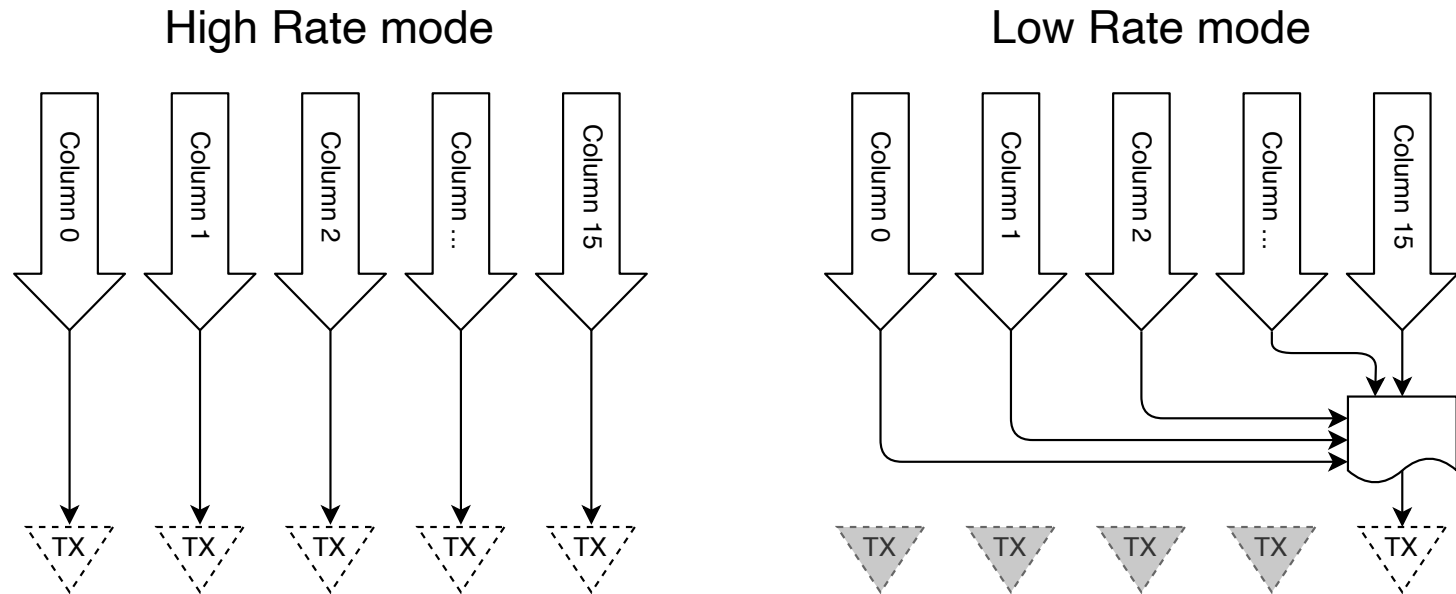 High Rate mode
Low Rate mode
Column 0
Column 1
Column 2
Column ...
Column 15
Column 0
Column 1
Column 2
Column ...
Column 15
TX
TX
TX
TX
TX
TX
TX
TX
TX
TX